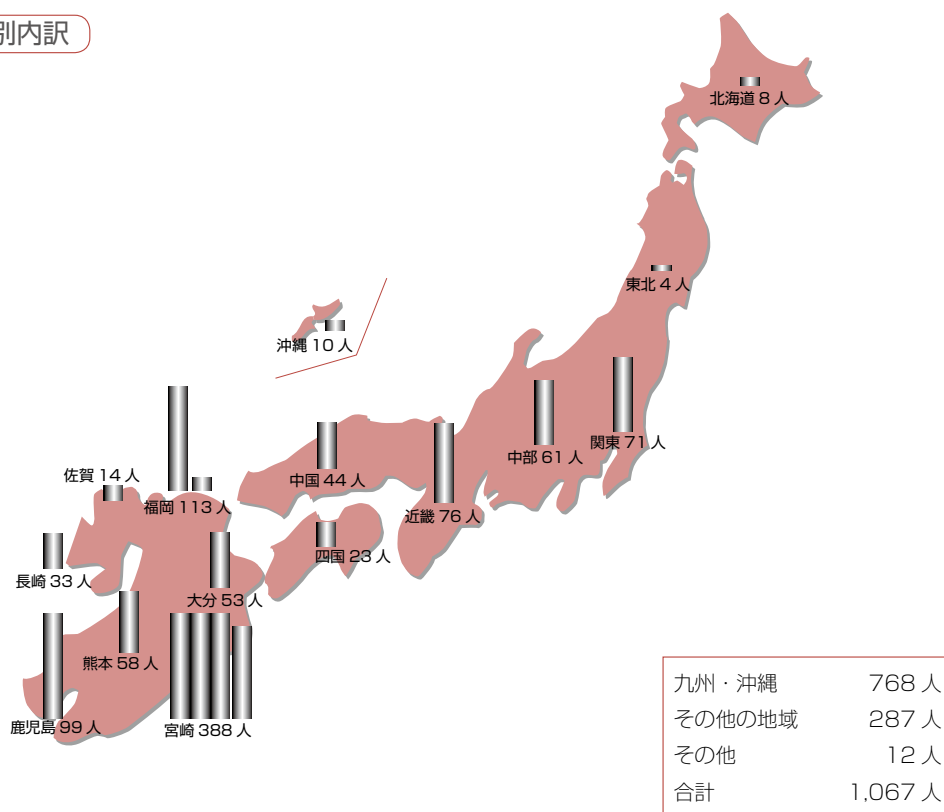 別内訳
北海道 8 人
東北 4 人
沖縄 10 人
関東 71 人
中部 61 人
佐賀 14 人
中国 44 人
福岡 113 人
近畿 76 人
四国 23 人
長崎 33 人
大分 53 人
熊本 58 人
鹿児島 99 人
宮崎 388 人
九州・沖縄 768 人
その他の地域 287 人
その他 12 人
合計 1,067 人